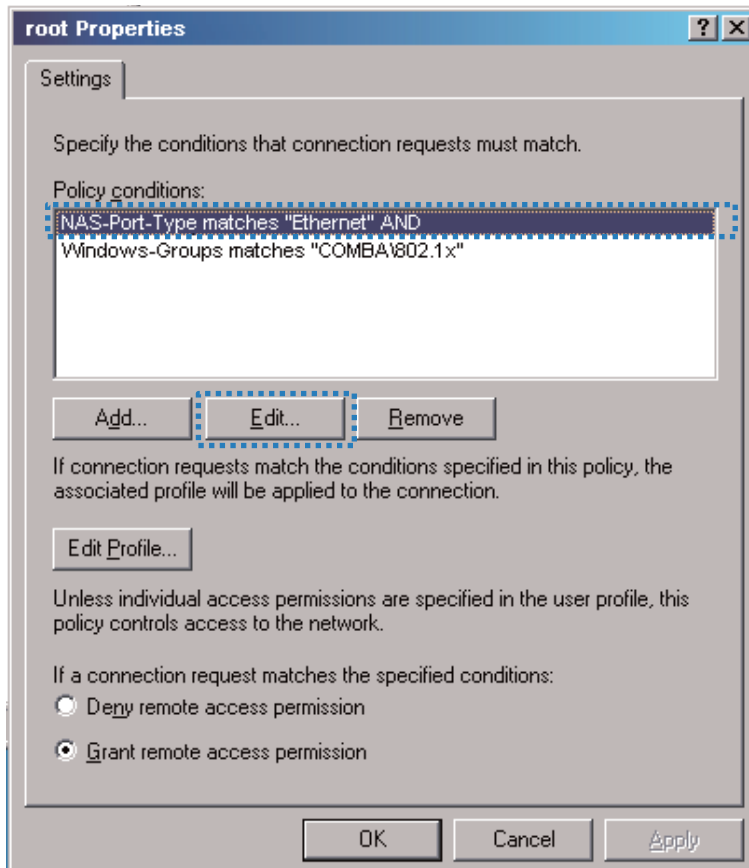 root Properties
Settings
Specify the conditions that connection requests must match.
Policy conditions:
NAS-Port-Type matches "Ethernet" AND
Windows-Groups matches "COMBA\802.1x"
Add... Edit... Remove
If connection requests match the conditions specified in this policy, the
associated profile will be applied to the connection.
Edit Profile...
Unless individual access permissions are specified in the user profile, this
policy controls access to the network.
If a connection request matches the specified conditions:
Deny remote access permission
Grant remote access permission
OK Cancel Apply